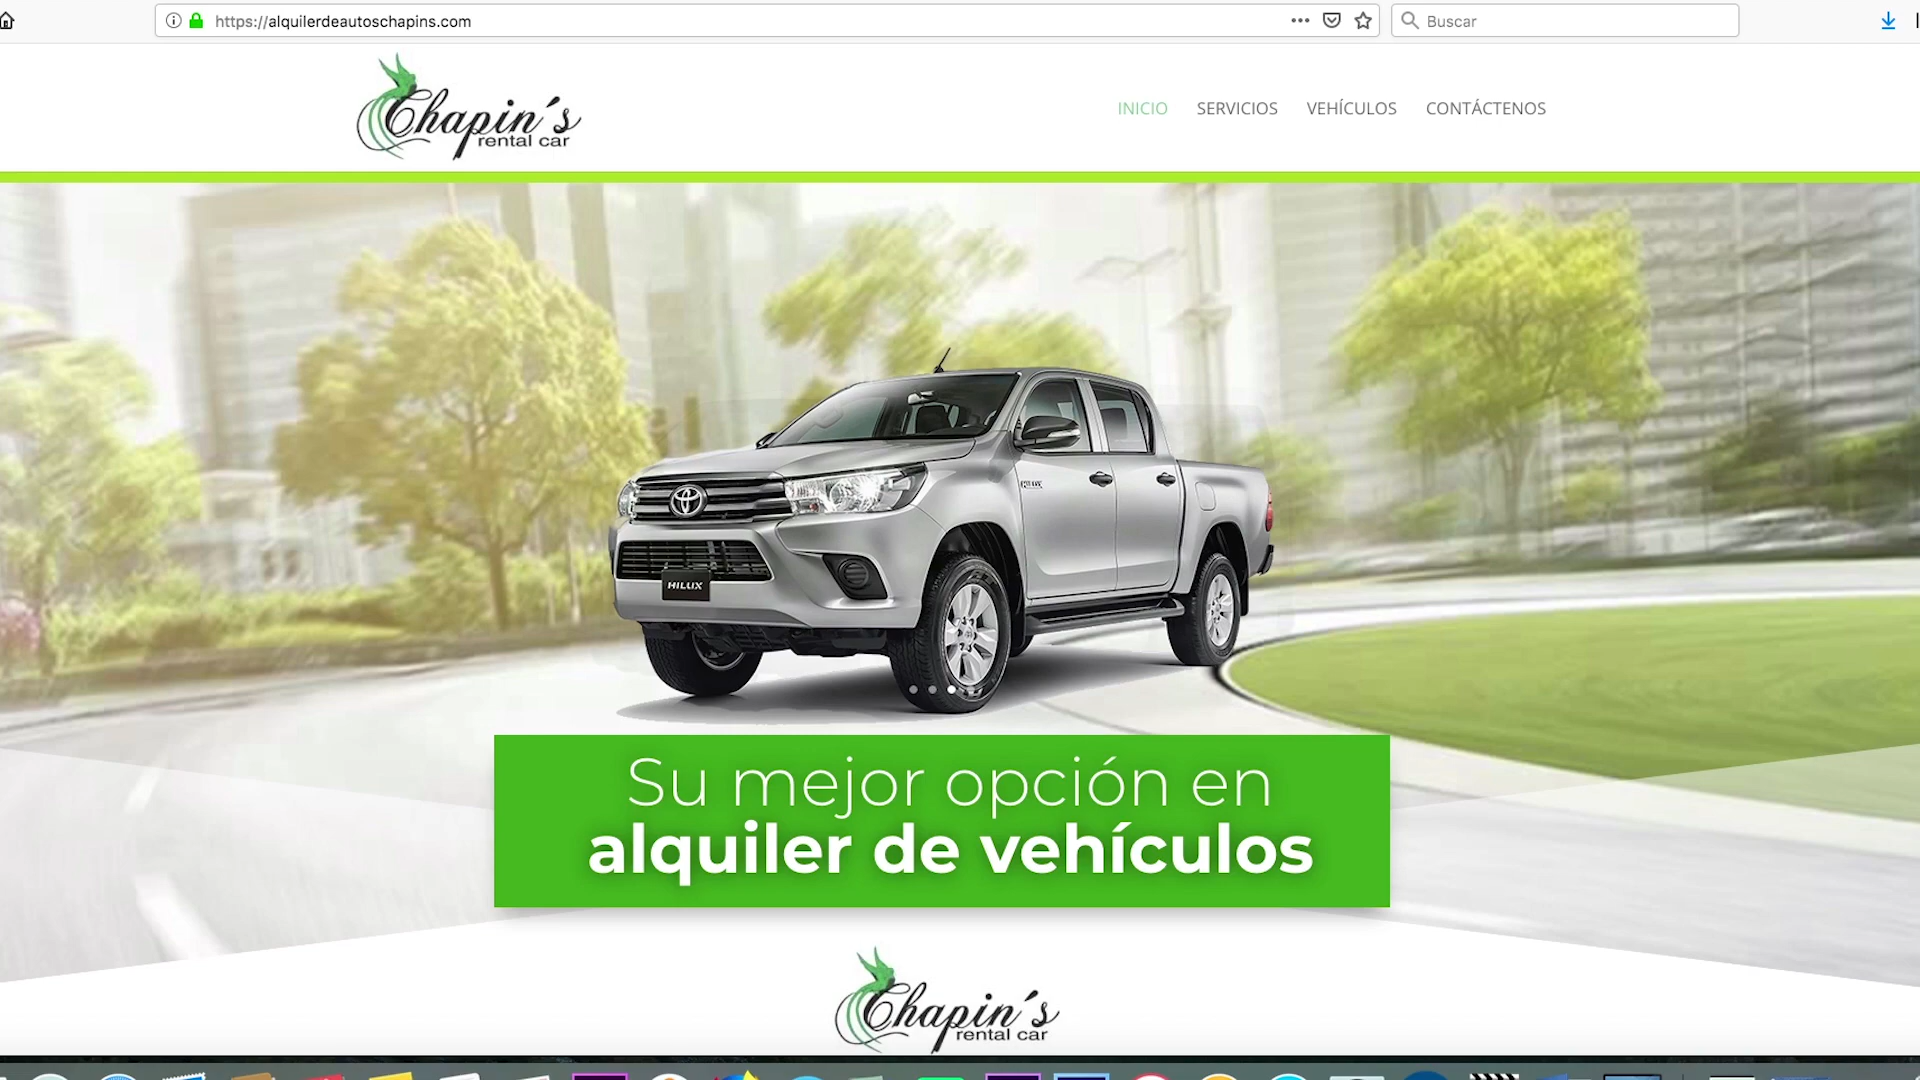 https://alquilerdeautoschapins.com
Buscar
Chapin´s
rental car
INICIO
SERVICIOS
VEHÍCULOS
CONTÁCTENOS
HILUX
HILUX
Su mejor opción en
alquiler de vehículos
Chapin´s
rental car